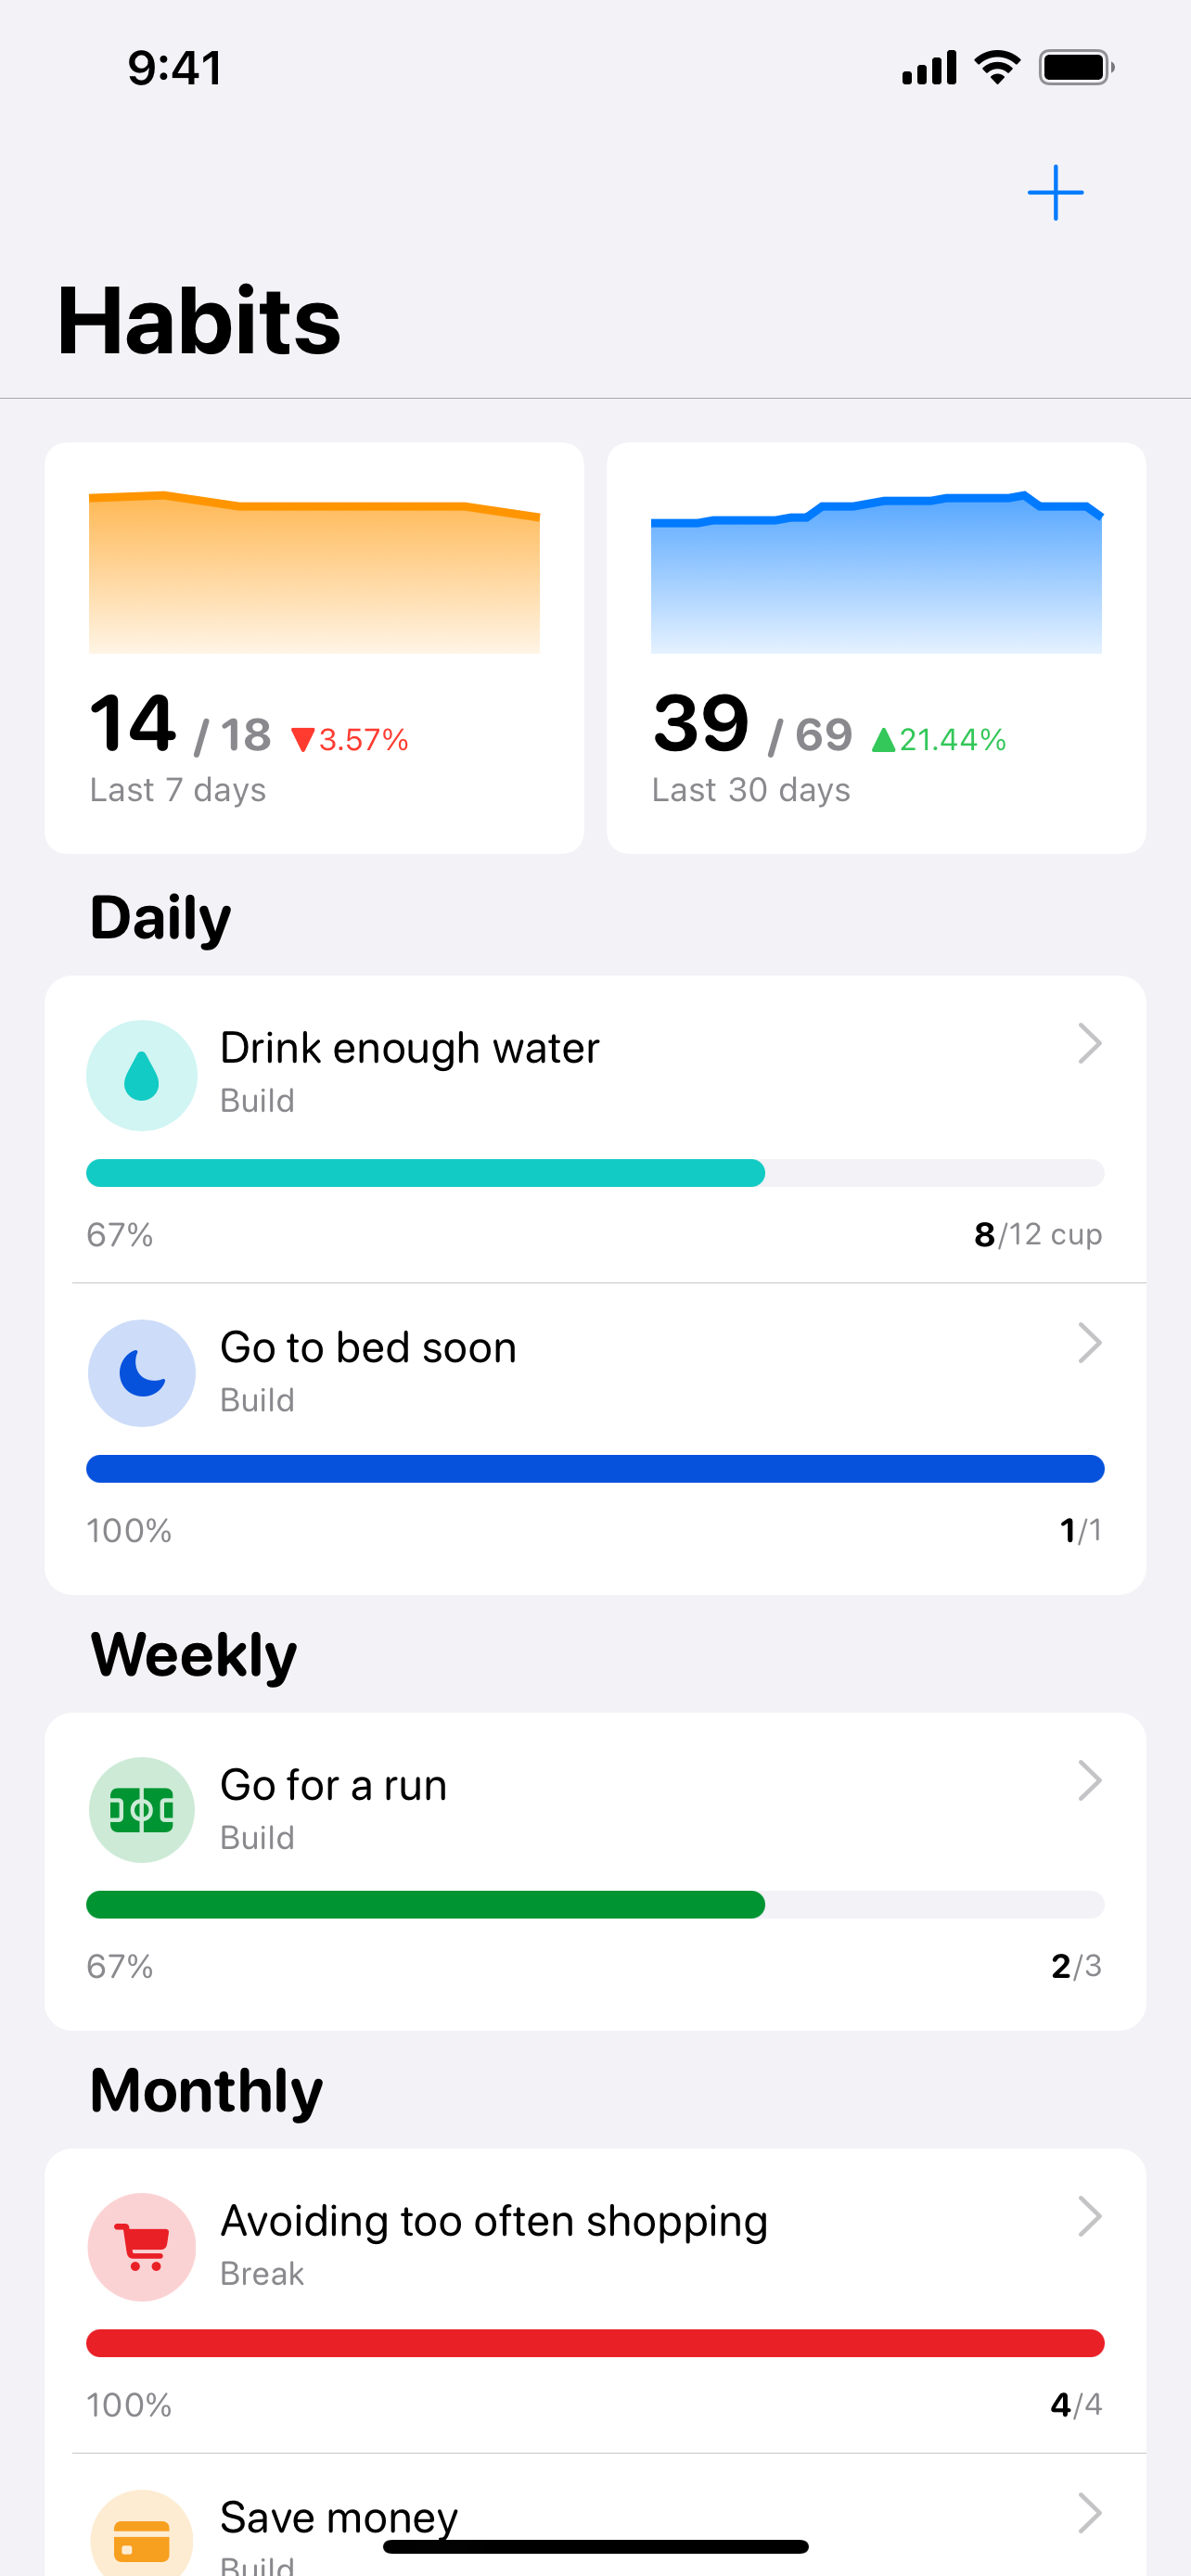 9:41
Habits
14 / 18 ▼3.57%
Last 7 days
39 / 69 ▲21.44%
Last 30 days
Daily
Drink enough water
Build
67%
8/12 cup
Go to bed soon
Build
100%
1/1
Weekly
Go for a run
Build
67%
2/3
Monthly
Avoiding too often shopping
Break
100%
4/4
Save money
Build